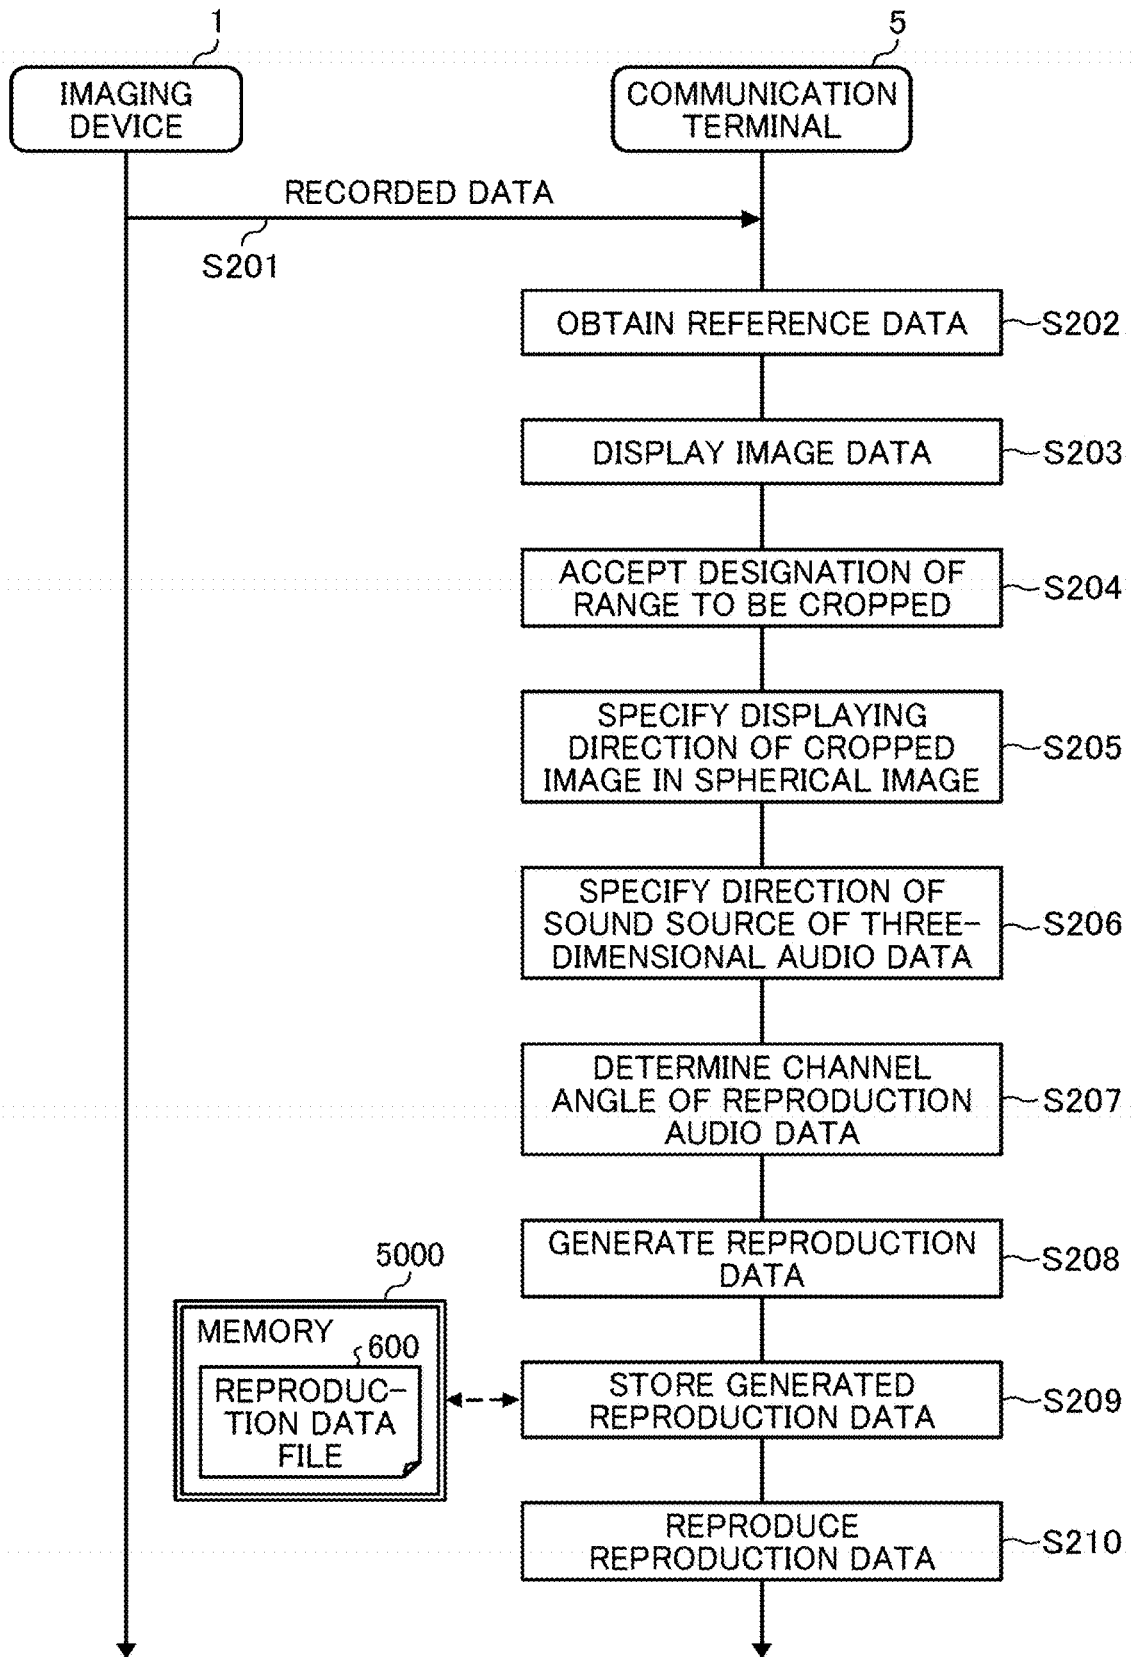 1
5
IMAGING
DEVICE
COMMUNICATION
TERMINAL
RECORDED DATA
S201
OBTAIN REFERENCE DATA
S202
DISPLAY IMAGE DATA
S203
ACCEPT DESIGNATION OF
RANGE TO BE CROPPED
S204
SPECIFY DISPLAYING
DIRECTION OF CROPPED
IMAGE IN SPHERICAL IMAGE
S205
SPECIFY DIRECTION OF
SOUND SOURCE OF THREE-
DIMENSIONAL AUDIO DATA
S206
DETERMINE CHANNEL
ANGLE OF REPRODUCTION
AUDIO DATA
S207
GENERATE REPRODUCTION
DATA
S208
5000
MEMORY
600
REPRODUC-
TION DATA
FILE
STORE GENERATED
REPRODUCTION DATA
S209
REPRODUCE
REPRODUCTION DATA
S210